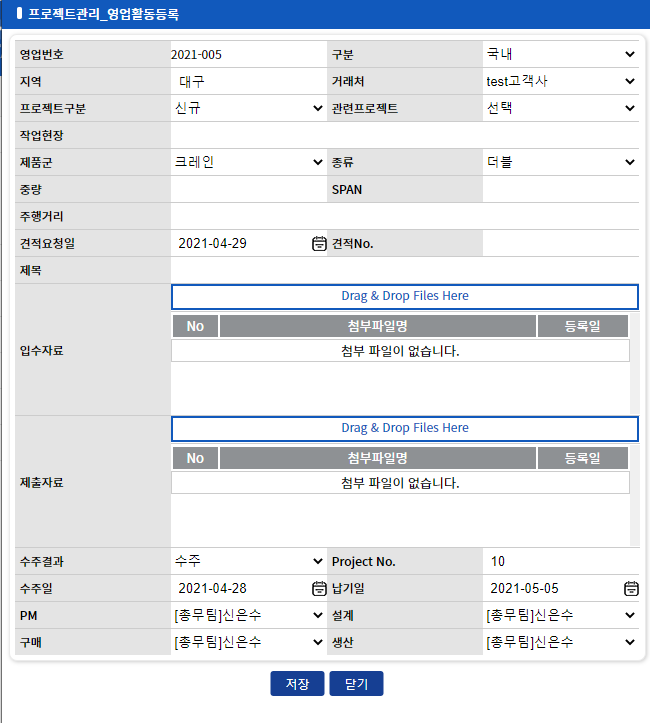 프로젝트관리_영업활동등록
영업번호 2021-005 구분 국내
지역 대구 거래처 test고객사
프로젝트구분 신규 관련프로젝트 선택
작업현장
제품군 크레인 종류 더블
중량 SPAN
주행거리
견적요청일 2021-04-29 견적No.
제목
Drag & Drop Files Here
No 첨부파일명 등록일
입수자료
첨부 파일이 없습니다.
Drag & Drop Files Here
No 첨부파일명 등록일
제출자료
첨부 파일이 없습니다.
수주결과 수주 Project No. 10
수주일 2021-04-28 납기일 2021-05-05
PM [총무팀]신은수 설계 [총무팀]신은수
구매 [총무팀]신은수 생산 [총무팀]신은수
저장 닫기